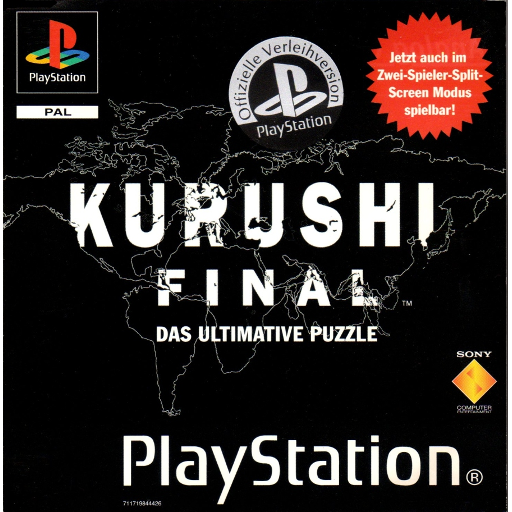 PlayStation
PAL
Offizielle Verleihversion
PlayStation
Jetzt auch im
Zwei-Spieler-Split-
Screen Modus
spielbar!
KURUSHI
FINAL™
DAS ULTIMATIVE PUZZLE
SONY
COMPUTER
ENTERTAINMENT
PlayStation®
711719844426